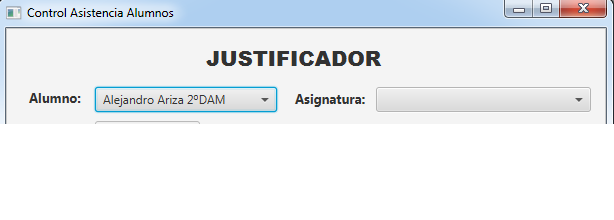 Control Asistencia Alumnos
JUSTIFICADOR
Alumno: Alejandro Ariza 2ºDAM Asignatura: